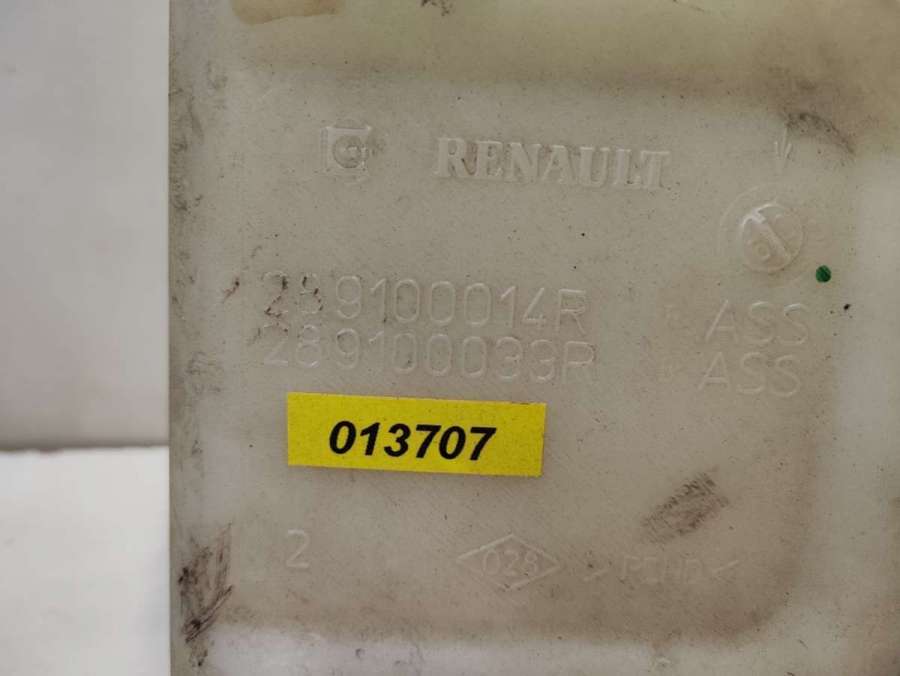 RENAULT
289100014R ASS
289100033R ASS
013707
2 028